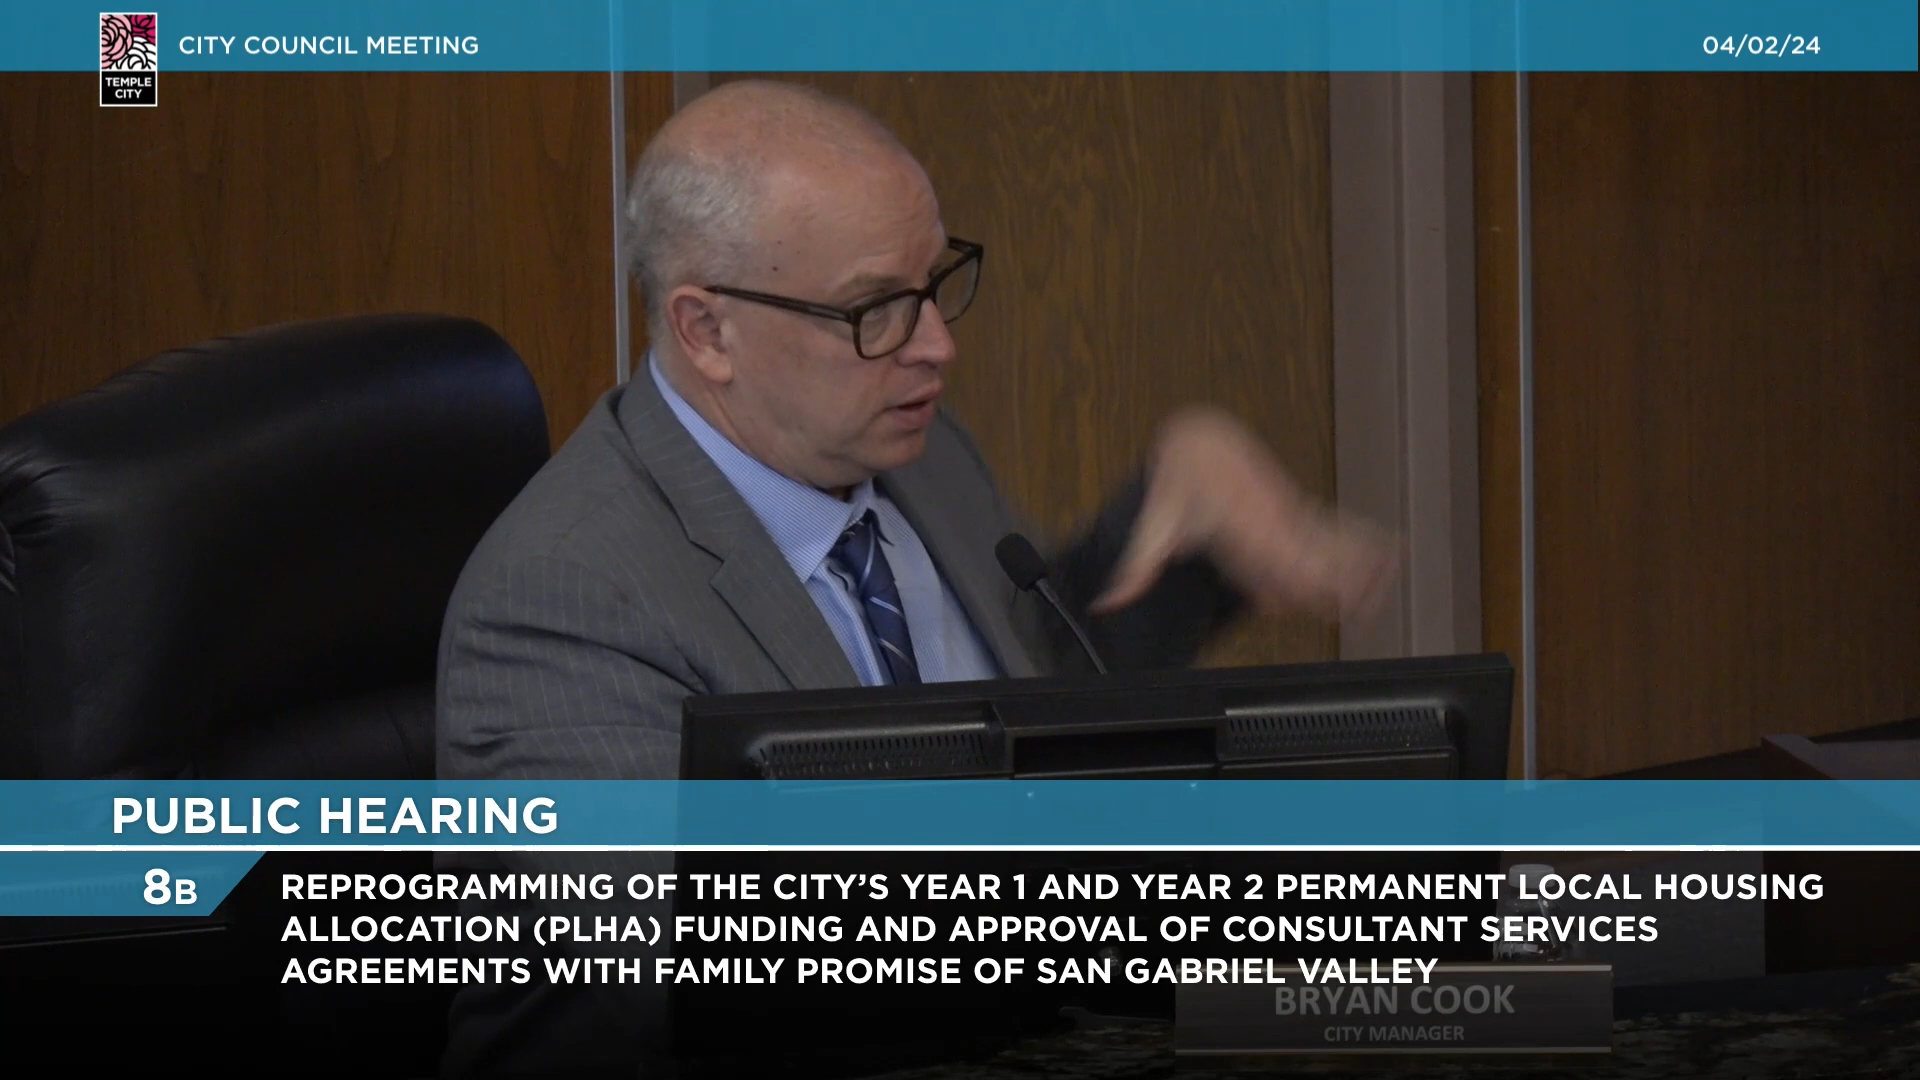 CITY COUNCIL MEETING
04/02/24
TEMPLE
CITY
PUBLIC HEARING
8B
REPROGRAMMING OF THE CITY’S YEAR 1 AND YEAR 2 PERMANENT LOCAL HOUSING
ALLOCATION (PLHA) FUNDING AND APPROVAL OF CONSULTANT SERVICES
AGREEMENTS WITH FAMILY PROMISE OF SAN GABRIEL VALLEY
BRYAN COOK
CITY MANAGER